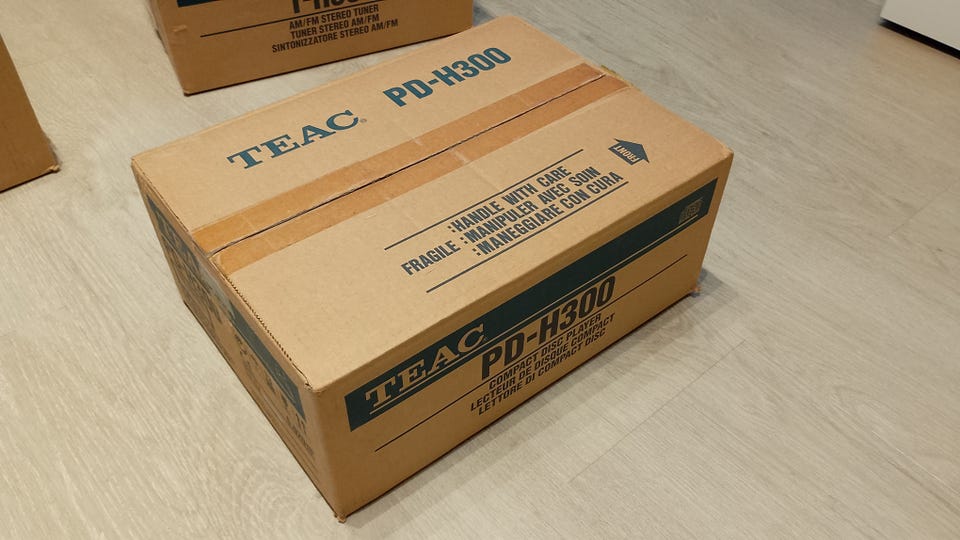 AM/FM STEREO TUNER
TUNER STEREO AM/FM
SINTONIZZATORE STEREO AM/FM
TEAC® PD-H300
FRONT
:HANDLE WITH CARE
FRAGILE :MANIPULER AVEC SOIN
:MANEGGIARE CON CURA
TEAC
PD-H300
COMPACT DISC PLAYER
LECTEUR DE DISQUE COMPACT
LETTORE DI COMPACT DISC
TEAC